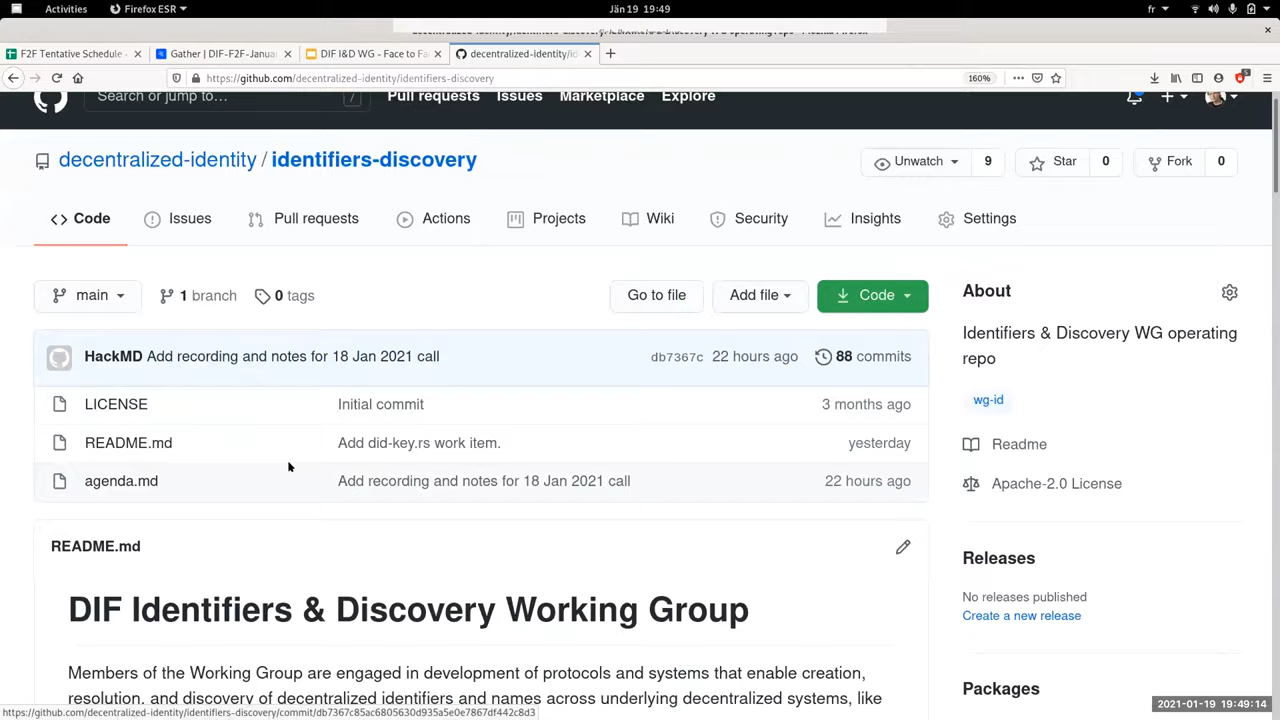 Activities Firefox ESR Jän 19 19:49 fr
F2F Tentative Schedule - Gather | DIF-F2F-Janua DIF I&D WG - Face to Fa decentralized-identity/i
https://github.com/decentralized-identity/identifiers-discovery 160%
Search or jump to… / Pull requests Issues Marketplace Explore
decentralized-identity / identifiers-discovery Unwatch 9 Star 0 Fork 0
Code Issues Pull requests Actions Projects Wiki Security Insights Settings
main 1 branch 0 tags Go to file Add file Code
About
Identifiers & Discovery WG operating
repo
wg-id
Readme
Apache-2.0 License
HackMD Add recording and notes for 18 Jan 2021 call db7367c 22 hours ago 88 commits
LICENSE Initial commit 3 months ago
README.md Add did-key.rs work item. yesterday
agenda.md Add recording and notes for 18 Jan 2021 call 22 hours ago
README.md
DIF Identifiers & Discovery Working Group
Members of the Working Group are engaged in development of protocols and systems that enable creation,
resolution, and discovery of decentralized identifiers and names across underlying decentralized systems, like
Releases
No releases published
Create a new release
Packages
https://github.com/decentralized-identity/identifiers-discovery/commit/db7367c85ac6805630d935a5e0e7867df442c8d3
2021-01-19 19:49:14